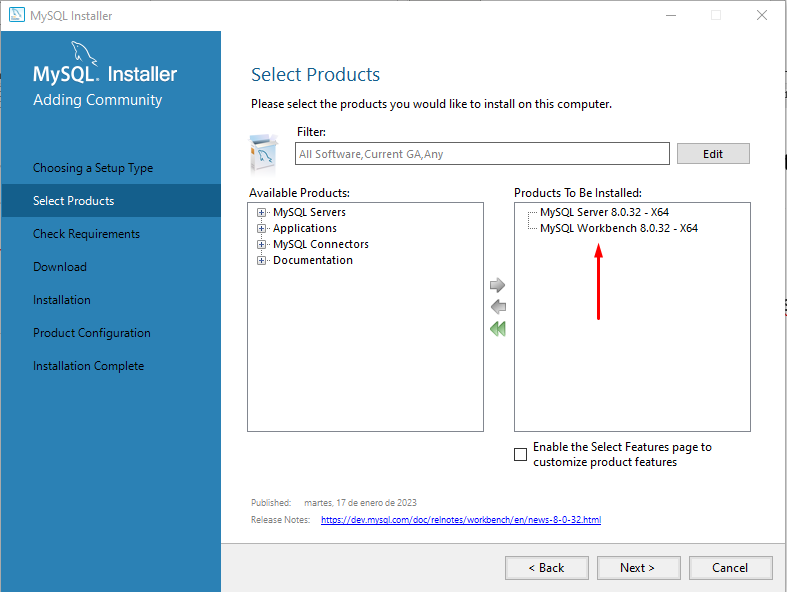 MySQL Installer
MySQL. Installer
Adding Community
Choosing a Setup Type
Select Products
Check Requirements
Download
Installation
Product Configuration
Installation Complete
Select Products
Please select the products you would like to install on this computer.
Filter:
All Software,Current GA,Any
Edit
Available Products:
MySQL Servers
Applications
MySQL Connectors
Documentation
Products To Be Installed:
MySQL Server 8.0.32 - X64
MySQL Workbench 8.0.32 - X64
Enable the Select Features page to
customize product features
Published: martes, 17 de enero de 2023
Release Notes: https://dev.mysql.com/doc/relnotes/workbench/en/news-8-0-32.html
< Back
Next >
Cancel